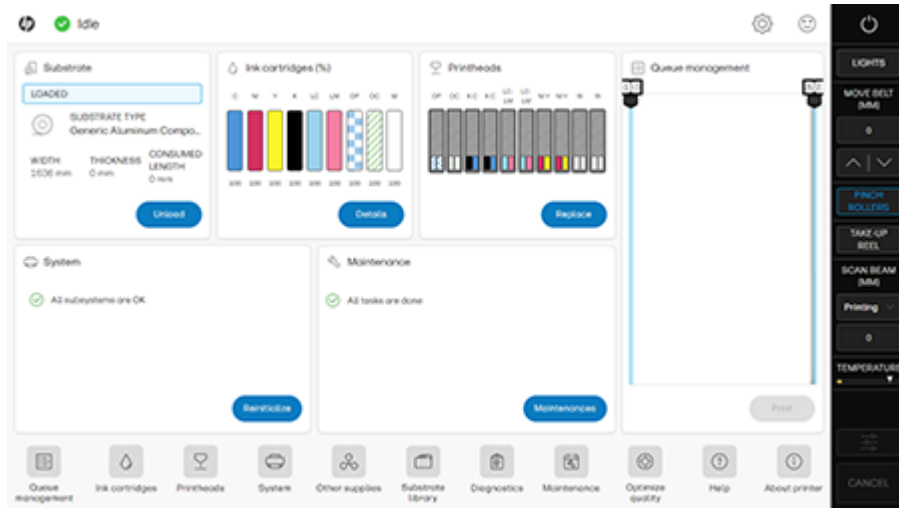 hp Idle
Substrate
LOADED
SUBSTRATE TYPE
Generic Aluminum Compo...
WIDTH
1636 mm
THICKNESS
0 mm
CONSUMED
LENGTH
0 mm
Unload
Ink cartridges (%)
C M Y K LC LM OP OC W
100 100 100 100 100 100 100 100 100
Details
Printheads
OP OC K-C K-C LC-LM LC-LM M-Y M-Y W W
Replace
Queue management
Print
System
All subsystems are OK
Reinitialize
Maintenance
All tasks are done
Maintenances
Queue
management
Ink cartridges
Printheads
System
Other supplies
Substrate
library
Diagnostics
Maintenance
Optimize
quality
Help
About printer
LIGHTS
MOVE BELT
(MM)
0
PINCH
ROLLERS
TAKE-UP
REEL
SCAN BEAM
(MM)
Printing
0
TEMPERATURE
CANCEL